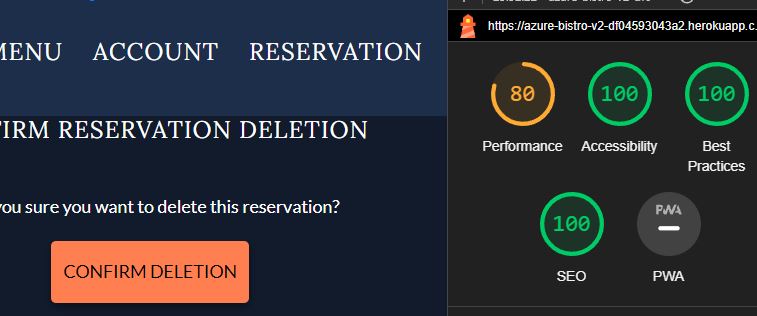 MENU ACCOUNT RESERVATION
FIRM RESERVATION DELETION
you sure you want to delete this reservation?
CONFIRM DELETION
https://azure-bistro-v2-df04593043a2.herokuapp.c...
80
Performance
100
Accessibility
100
Best
Practices
100
SEO
PWA
PWA